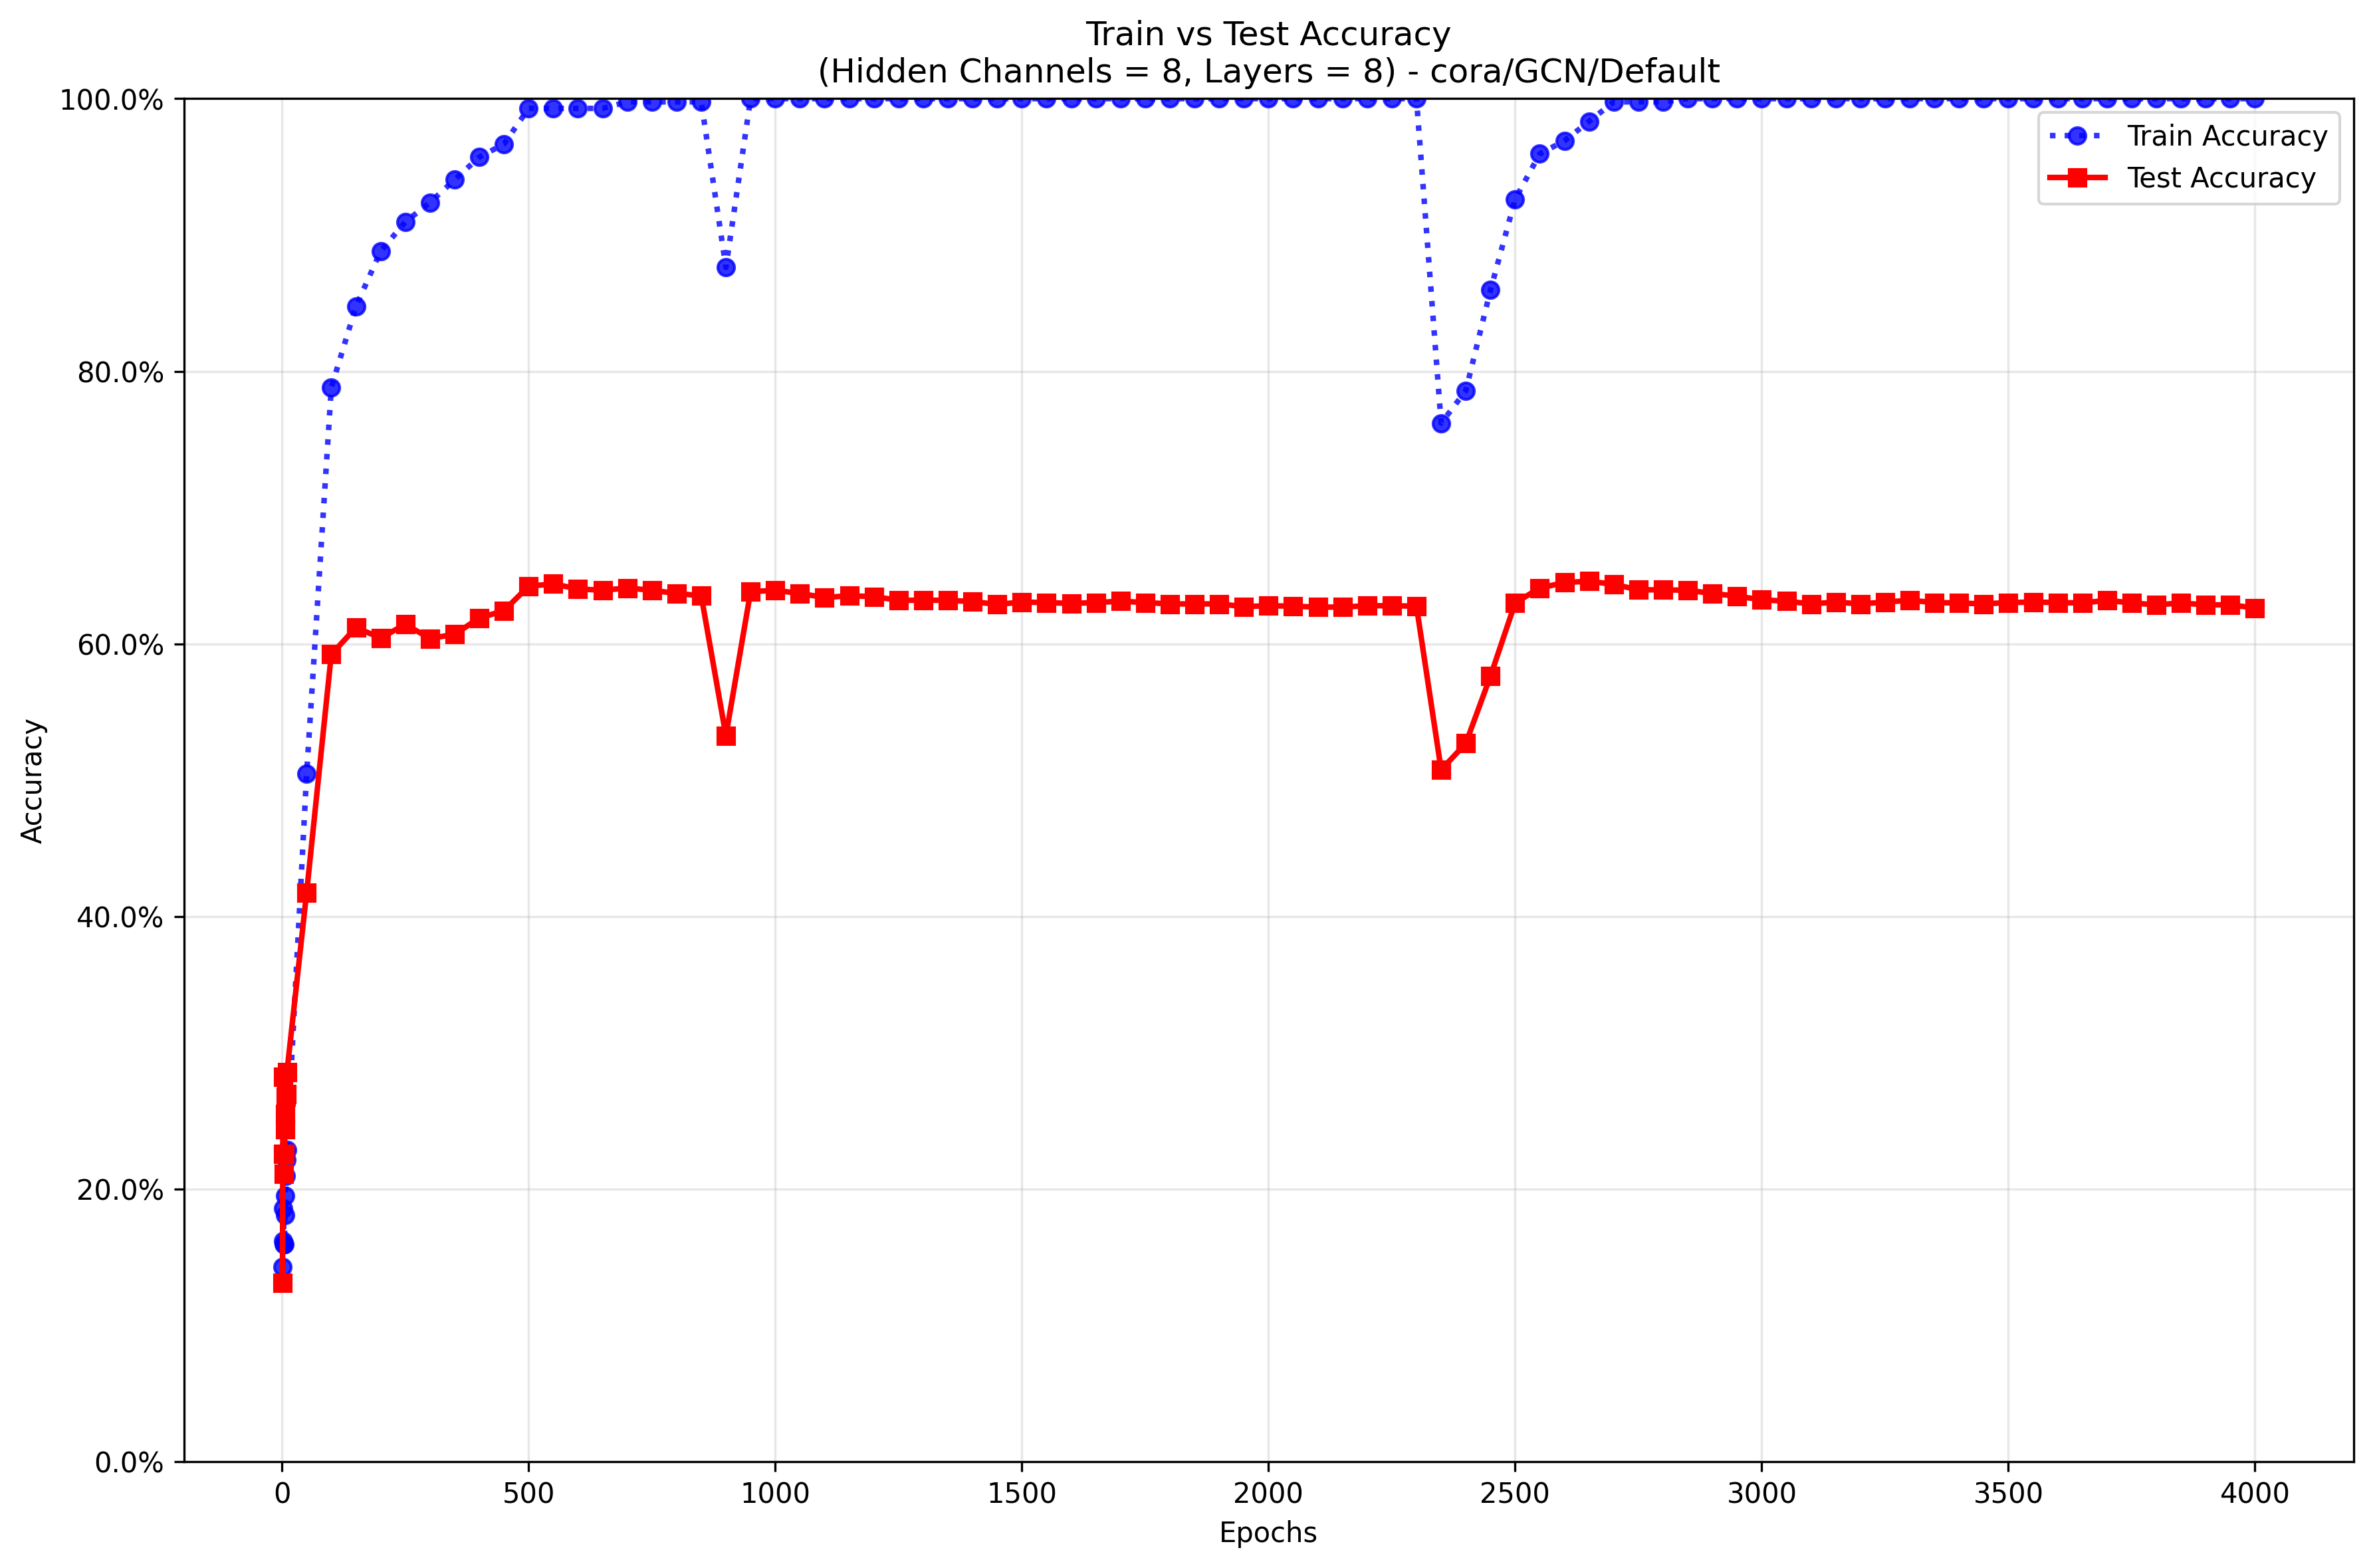 Train vs Test Accuracy
(Hidden Channels = 8, Layers = 8) - cora/GCN/Default
100.0%
80.0%
60.0%
40.0%
20.0%
0.0%
Accuracy
Train Accuracy
Test Accuracy
0 500 1000 1500 2000 2500 3000 3500 4000
Epochs